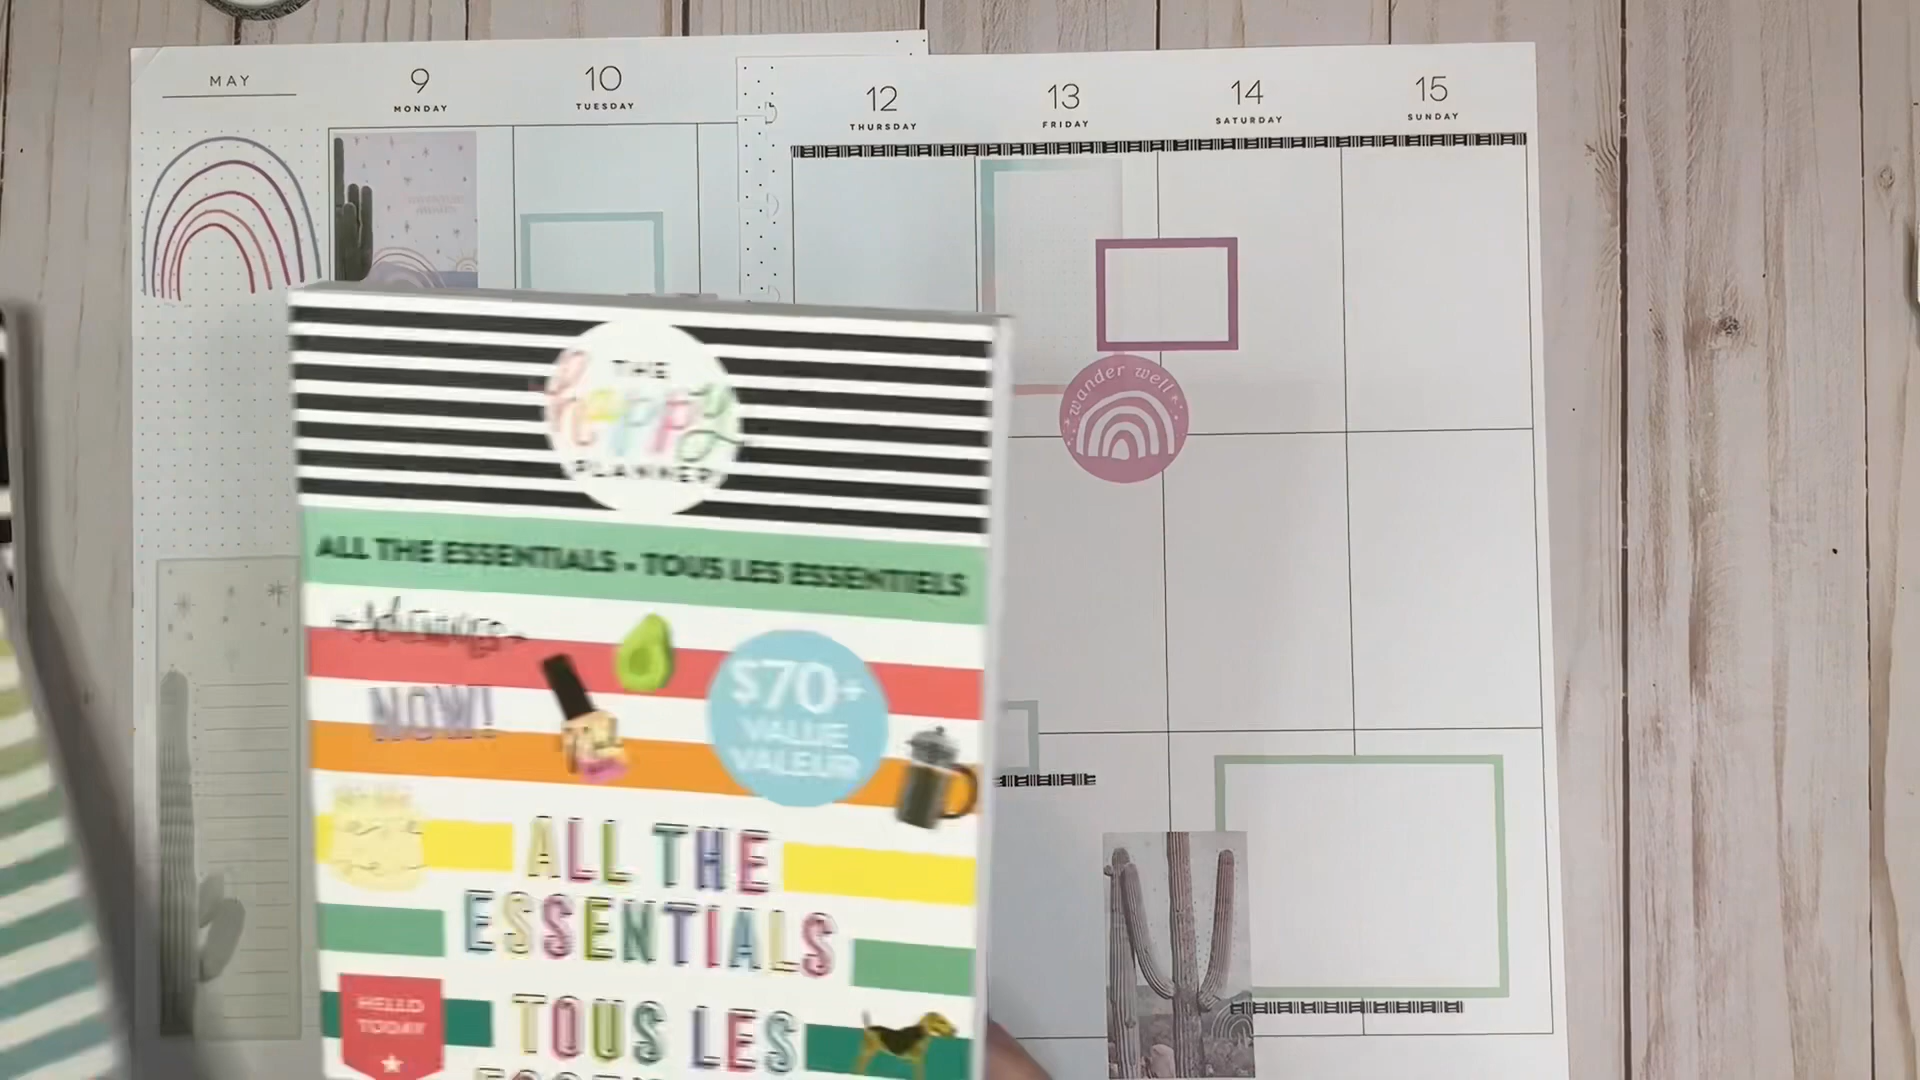 MAY
9
MONDAY
10
TUESDAY
12
THURSDAY
13
FRIDAY
14
SATURDAY
15
SUNDAY
wander well
THE
happy
PLANNER
ALL THE ESSENTIALS • TOUS LES ESSENTIELS
NOW!
$70+
VALUE
VALEUR
ALL THE
ESSENTIALS
HELLO
TODAY
TOUS LES